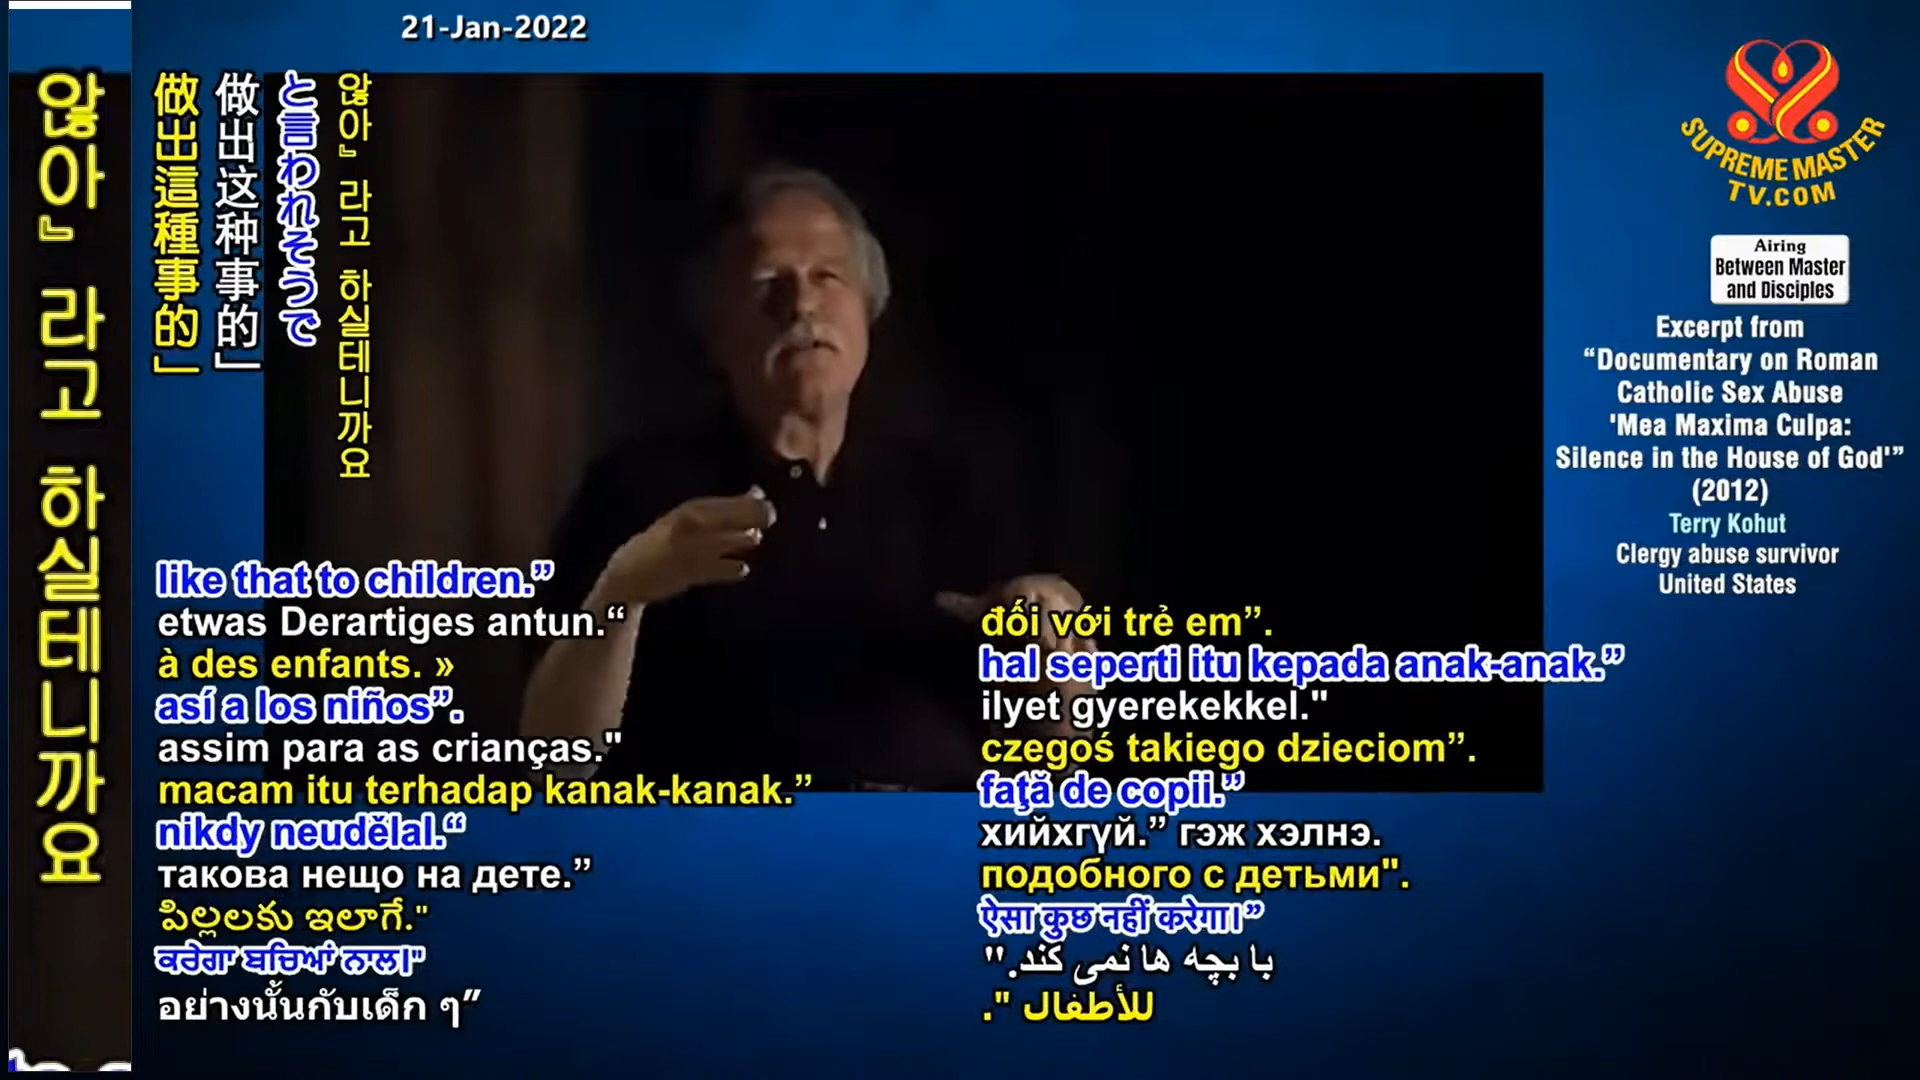 21-Jan-2022
않아』 라고 하실테니까요
做出這種事的」
做出这种事的」
と言われそうで
않아』 라고 하실테니까요
like that to children.”
etwas Derartiges antun.“
à des enfants. »
así a los niños”.
assim para as crianças."
macam itu terhadap kanak-kanak.”
nikdy neudělal.“
такова нещо на дете.”
పిల్లలకు ఇలాగే."
ਕਰੇਗਾ ਬਚਿਆਂ ਨਾਲ।"
อย่างนั้นกับเด็ก ๆ”
đối với trẻ em”.
hal seperti itu kepada anak-anak.”
ilyet gyerekekkel."
czegoś takiego dzieciom”.
faţă de copii.”
хийхгүй.” гэж хэлнэ.
подобного с детьми".
ऐसा कुछ नहीं करेगा।”
با بچه ها نمی کند."
للأطفال ".
SUPREME MASTER
TV.COM
Airing
Between Master
and Disciples
Excerpt from
“Documentary on Roman
Catholic Sex Abuse
'Mea Maxima Culpa:
Silence in the House of God'”
(2012)
Terry Kohut
Clergy abuse survivor
United States